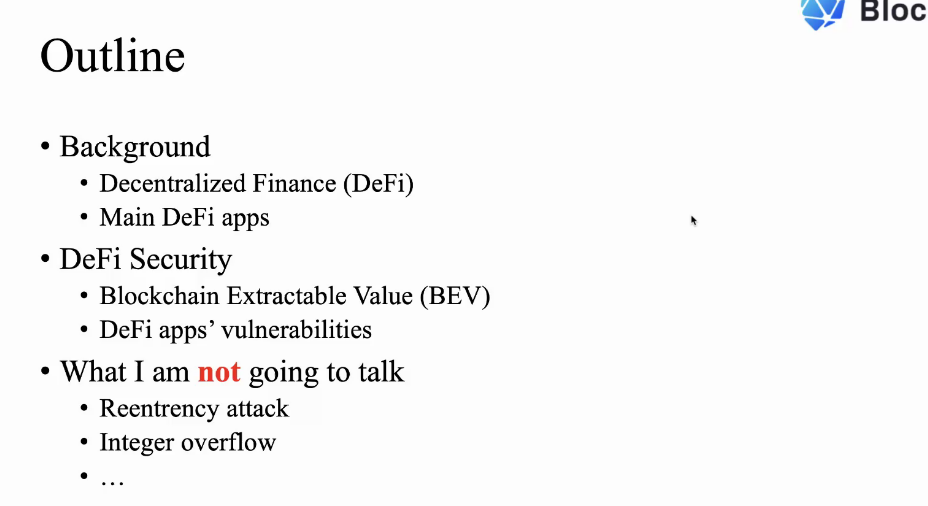 Bloc
Outline
• Background
• Decentralized Finance (DeFi)
• Main DeFi apps
• DeFi Security
• Blockchain Extractable Value (BEV)
• DeFi apps’ vulnerabilities
• What I am not going to talk
• Reentrency attack
• Integer overflow
• …